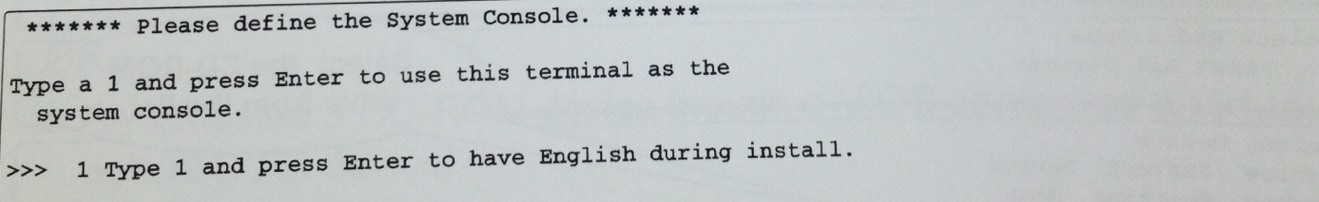 ******* Please define the System Console. *******
Type a 1 and press Enter to use this terminal as the
system console.
>>> 1 Type 1 and press Enter to have English during install.